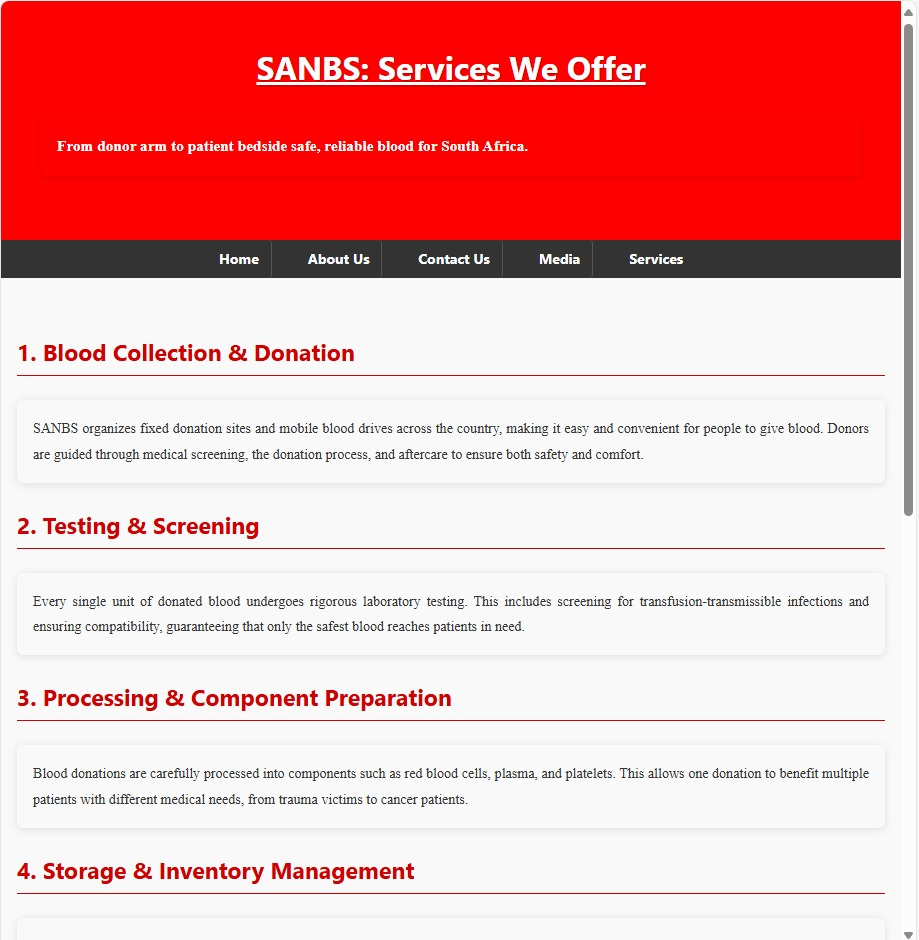 SANBS: Services We Offer
From donor arm to patient bedside safe, reliable blood for South Africa.
Home About Us Contact Us Media Services
1. Blood Collection & Donation
SANBS organizes fixed donation sites and mobile blood drives across the country, making it easy and convenient for people to give blood. Donors
are guided through medical screening, the donation process, and aftercare to ensure both safety and comfort.
2. Testing & Screening
Every single unit of donated blood undergoes rigorous laboratory testing. This includes screening for transfusion-transmissible infections and
ensuring compatibility, guaranteeing that only the safest blood reaches patients in need.
3. Processing & Component Preparation
Blood donations are carefully processed into components such as red blood cells, plasma, and platelets. This allows one donation to benefit multiple
patients with different medical needs, from trauma victims to cancer patients.
4. Storage & Inventory Management